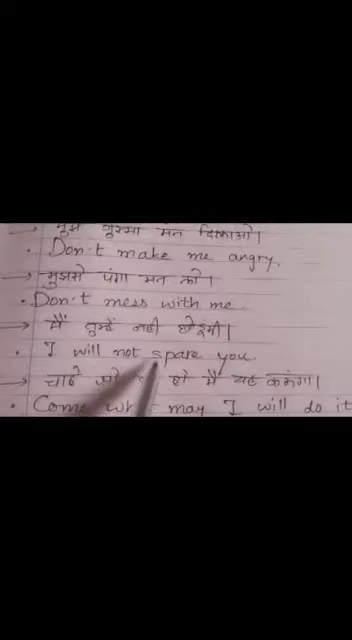 → मुझे गुस्सा मत दिलाओ।
. Don't make me angry.
→ मुझसे पंगा मत लो।
. Don't mess with me.
→ मैं तुम्हें नही छोडूंगी।
. I will not spare you.
→ चाहे जो हो मैं यह करूंगा।
. Come may I will do it